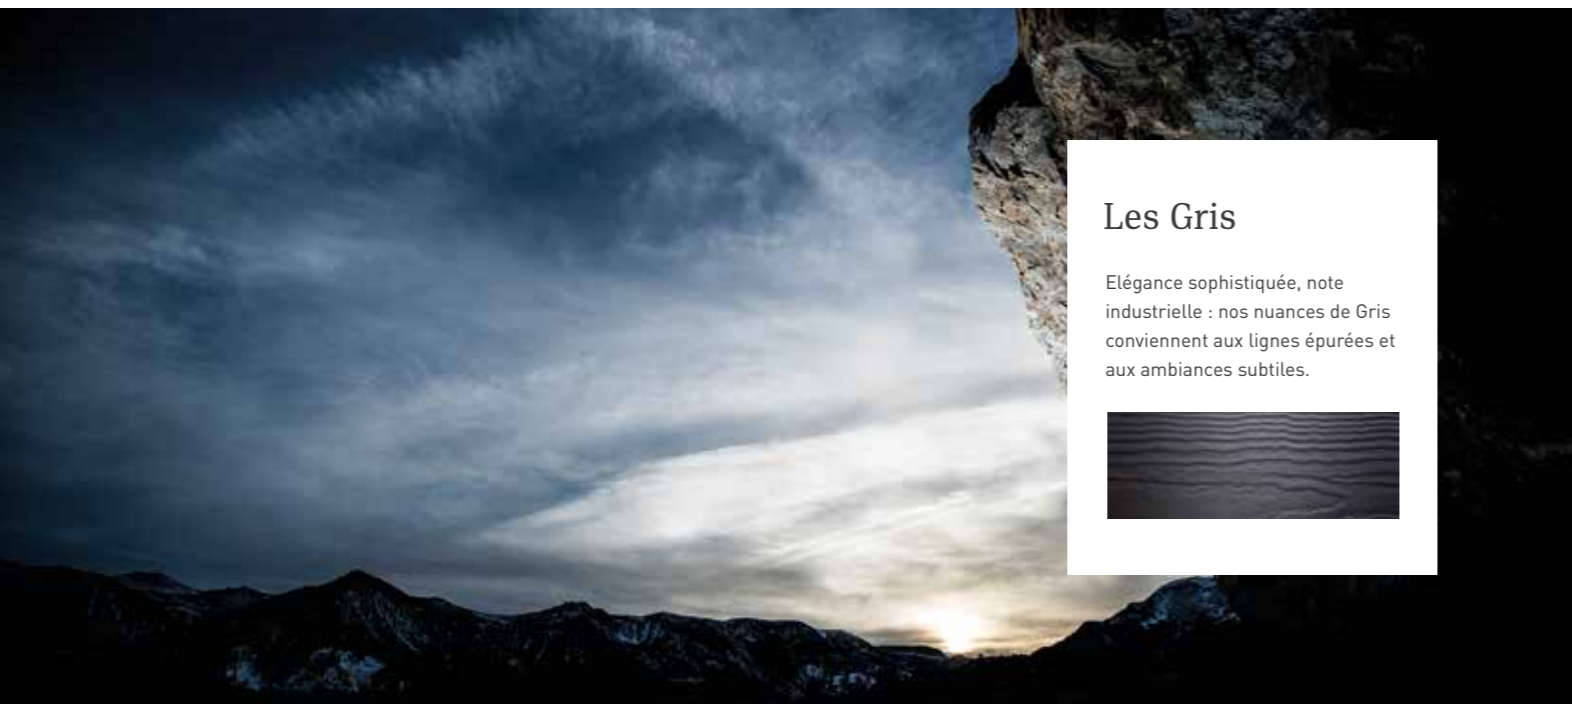 Les Gris
Elégance sophistiquée, note
industrielle : nos nuances de Gris
conviennent aux lignes épurées et
aux ambiances subtiles.